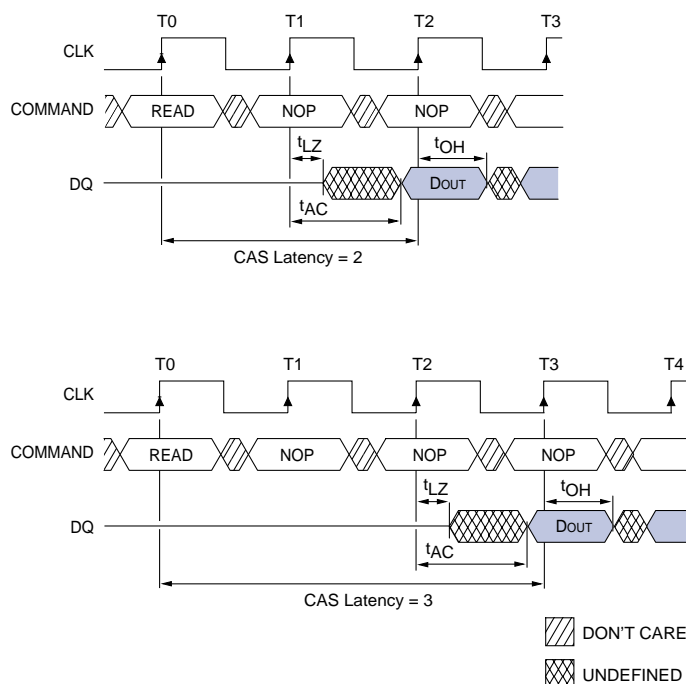 T0 T1 T2 T3
CLK
COMMAND READ NOP NOP
tLZ tOH
DQ DOUT
tAC
CAS Latency = 2
T0 T1 T2 T3 T4
CLK
COMMAND READ NOP NOP NOP
tLZ tOH
DQ DOUT
tAC
CAS Latency = 3
DON'T CARE
UNDEFINED